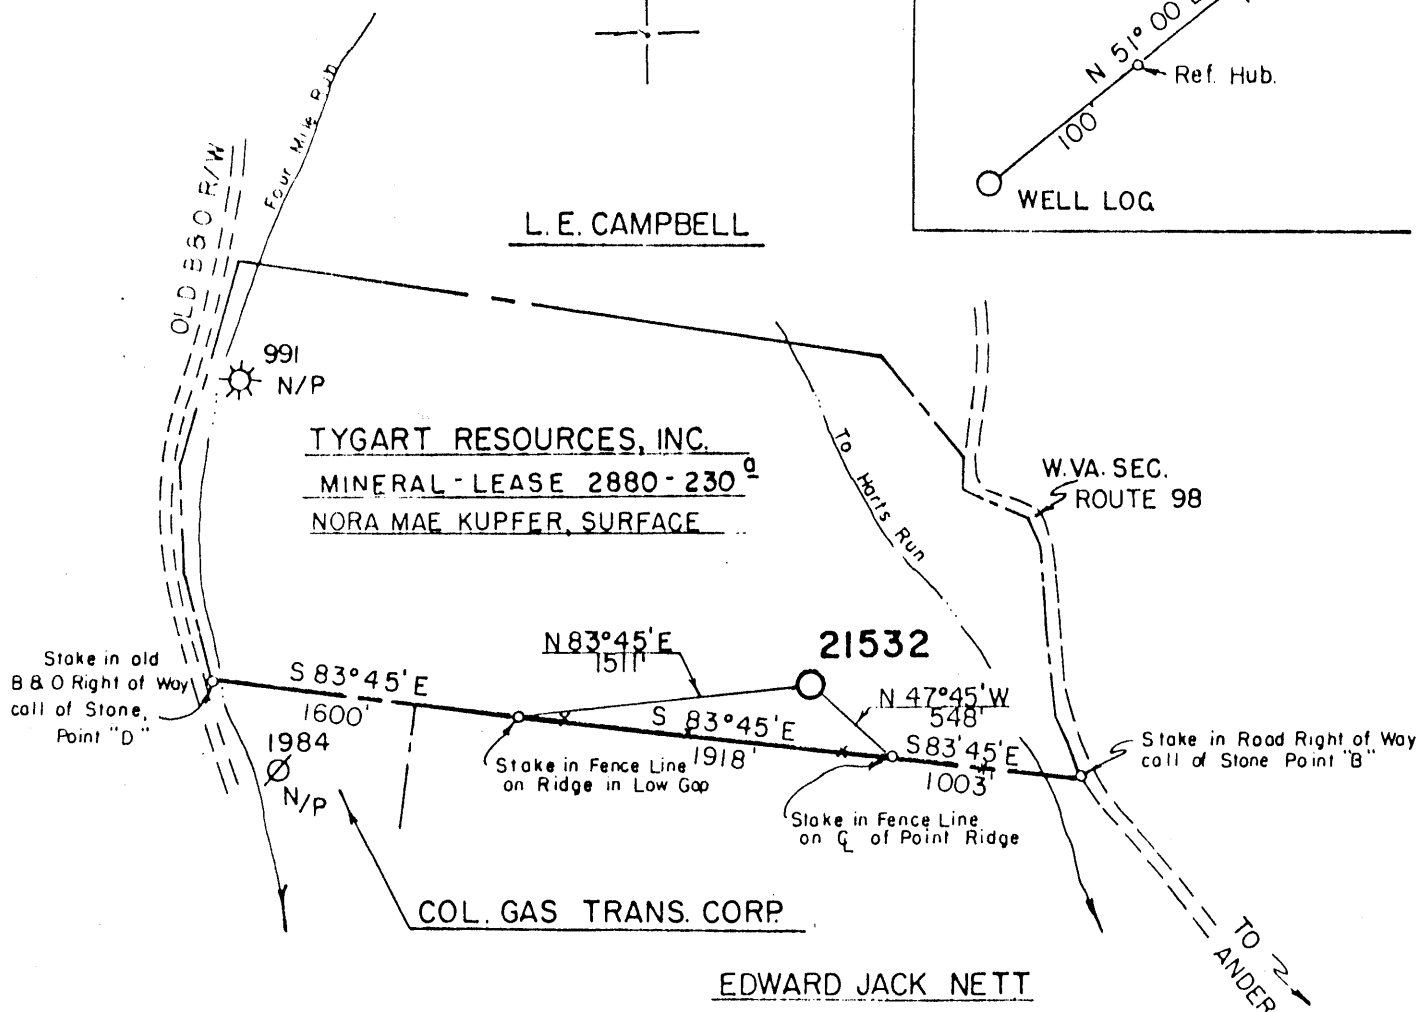 N 51° 00
Ref. Hub.
100'
WELL LOG
Four Mile Run
OLD B & O R/W
L. E. CAMPBELL
991
N/P
TYGART RESOURCES, INC.
MINERAL - LEASE 2880 - 230 a
NORA MAE KUPFER, SURFACE
To Harts Run
W. VA. SEC.
ROUTE 98
N 83°45'E
1511'
21532
N 47°45'W
548'
Stake in old
B & O Right of Way
call of Stone,
Point "D"
S 83°45'E
1600'
S 83°45'E
1918'
S83'45'E
1003'
Stake in Road Right of Way
call of Stone Point "B"
1984
N/P
Stake in Fence Line
on Ridge in Low Gap
Stake in Fence Line
on ℄ of Point Ridge
COL. GAS TRANS. CORP.
EDWARD JACK NETT
TO
ANDER